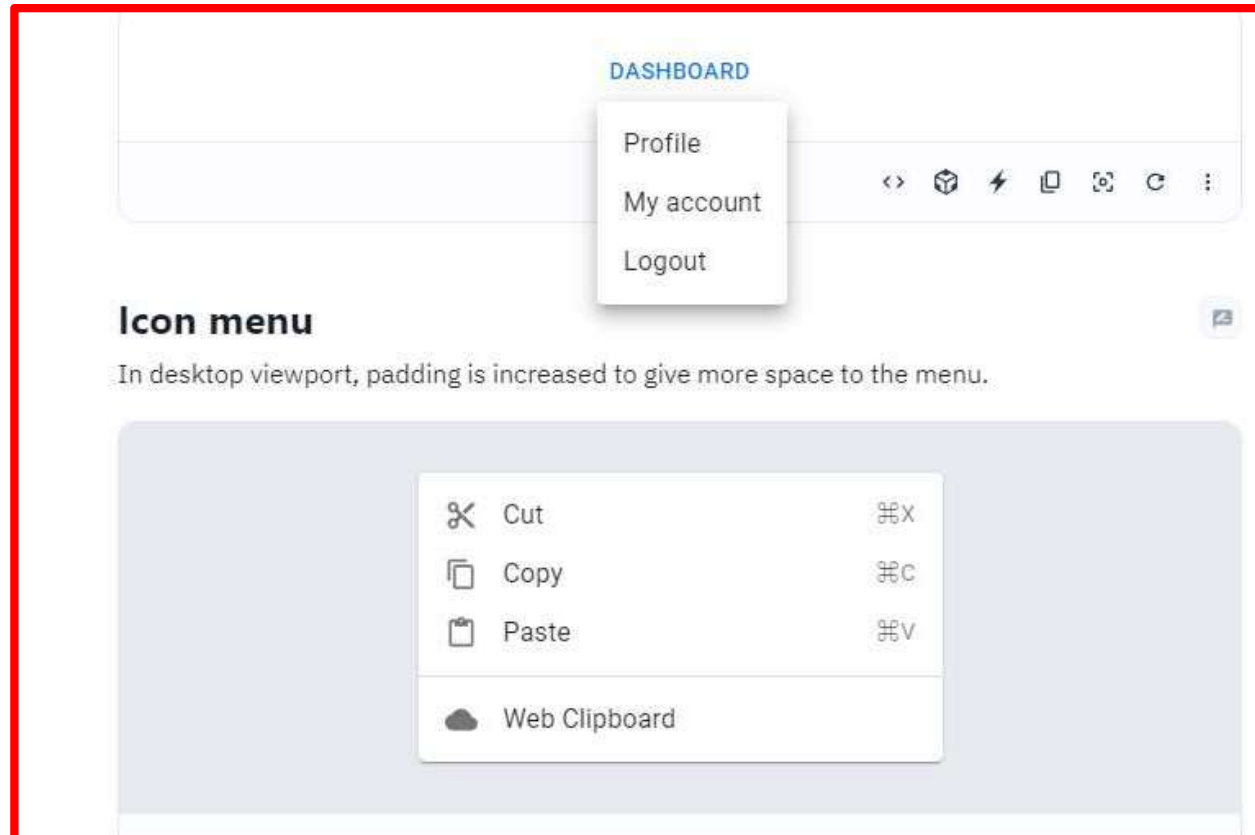 DASHBOARD
Profile
My account
Logout
Icon menu
In desktop viewport, padding is increased to give more space to the menu.
Cut ⌘X
Copy ⌘C
Paste ⌘V
Web Clipboard